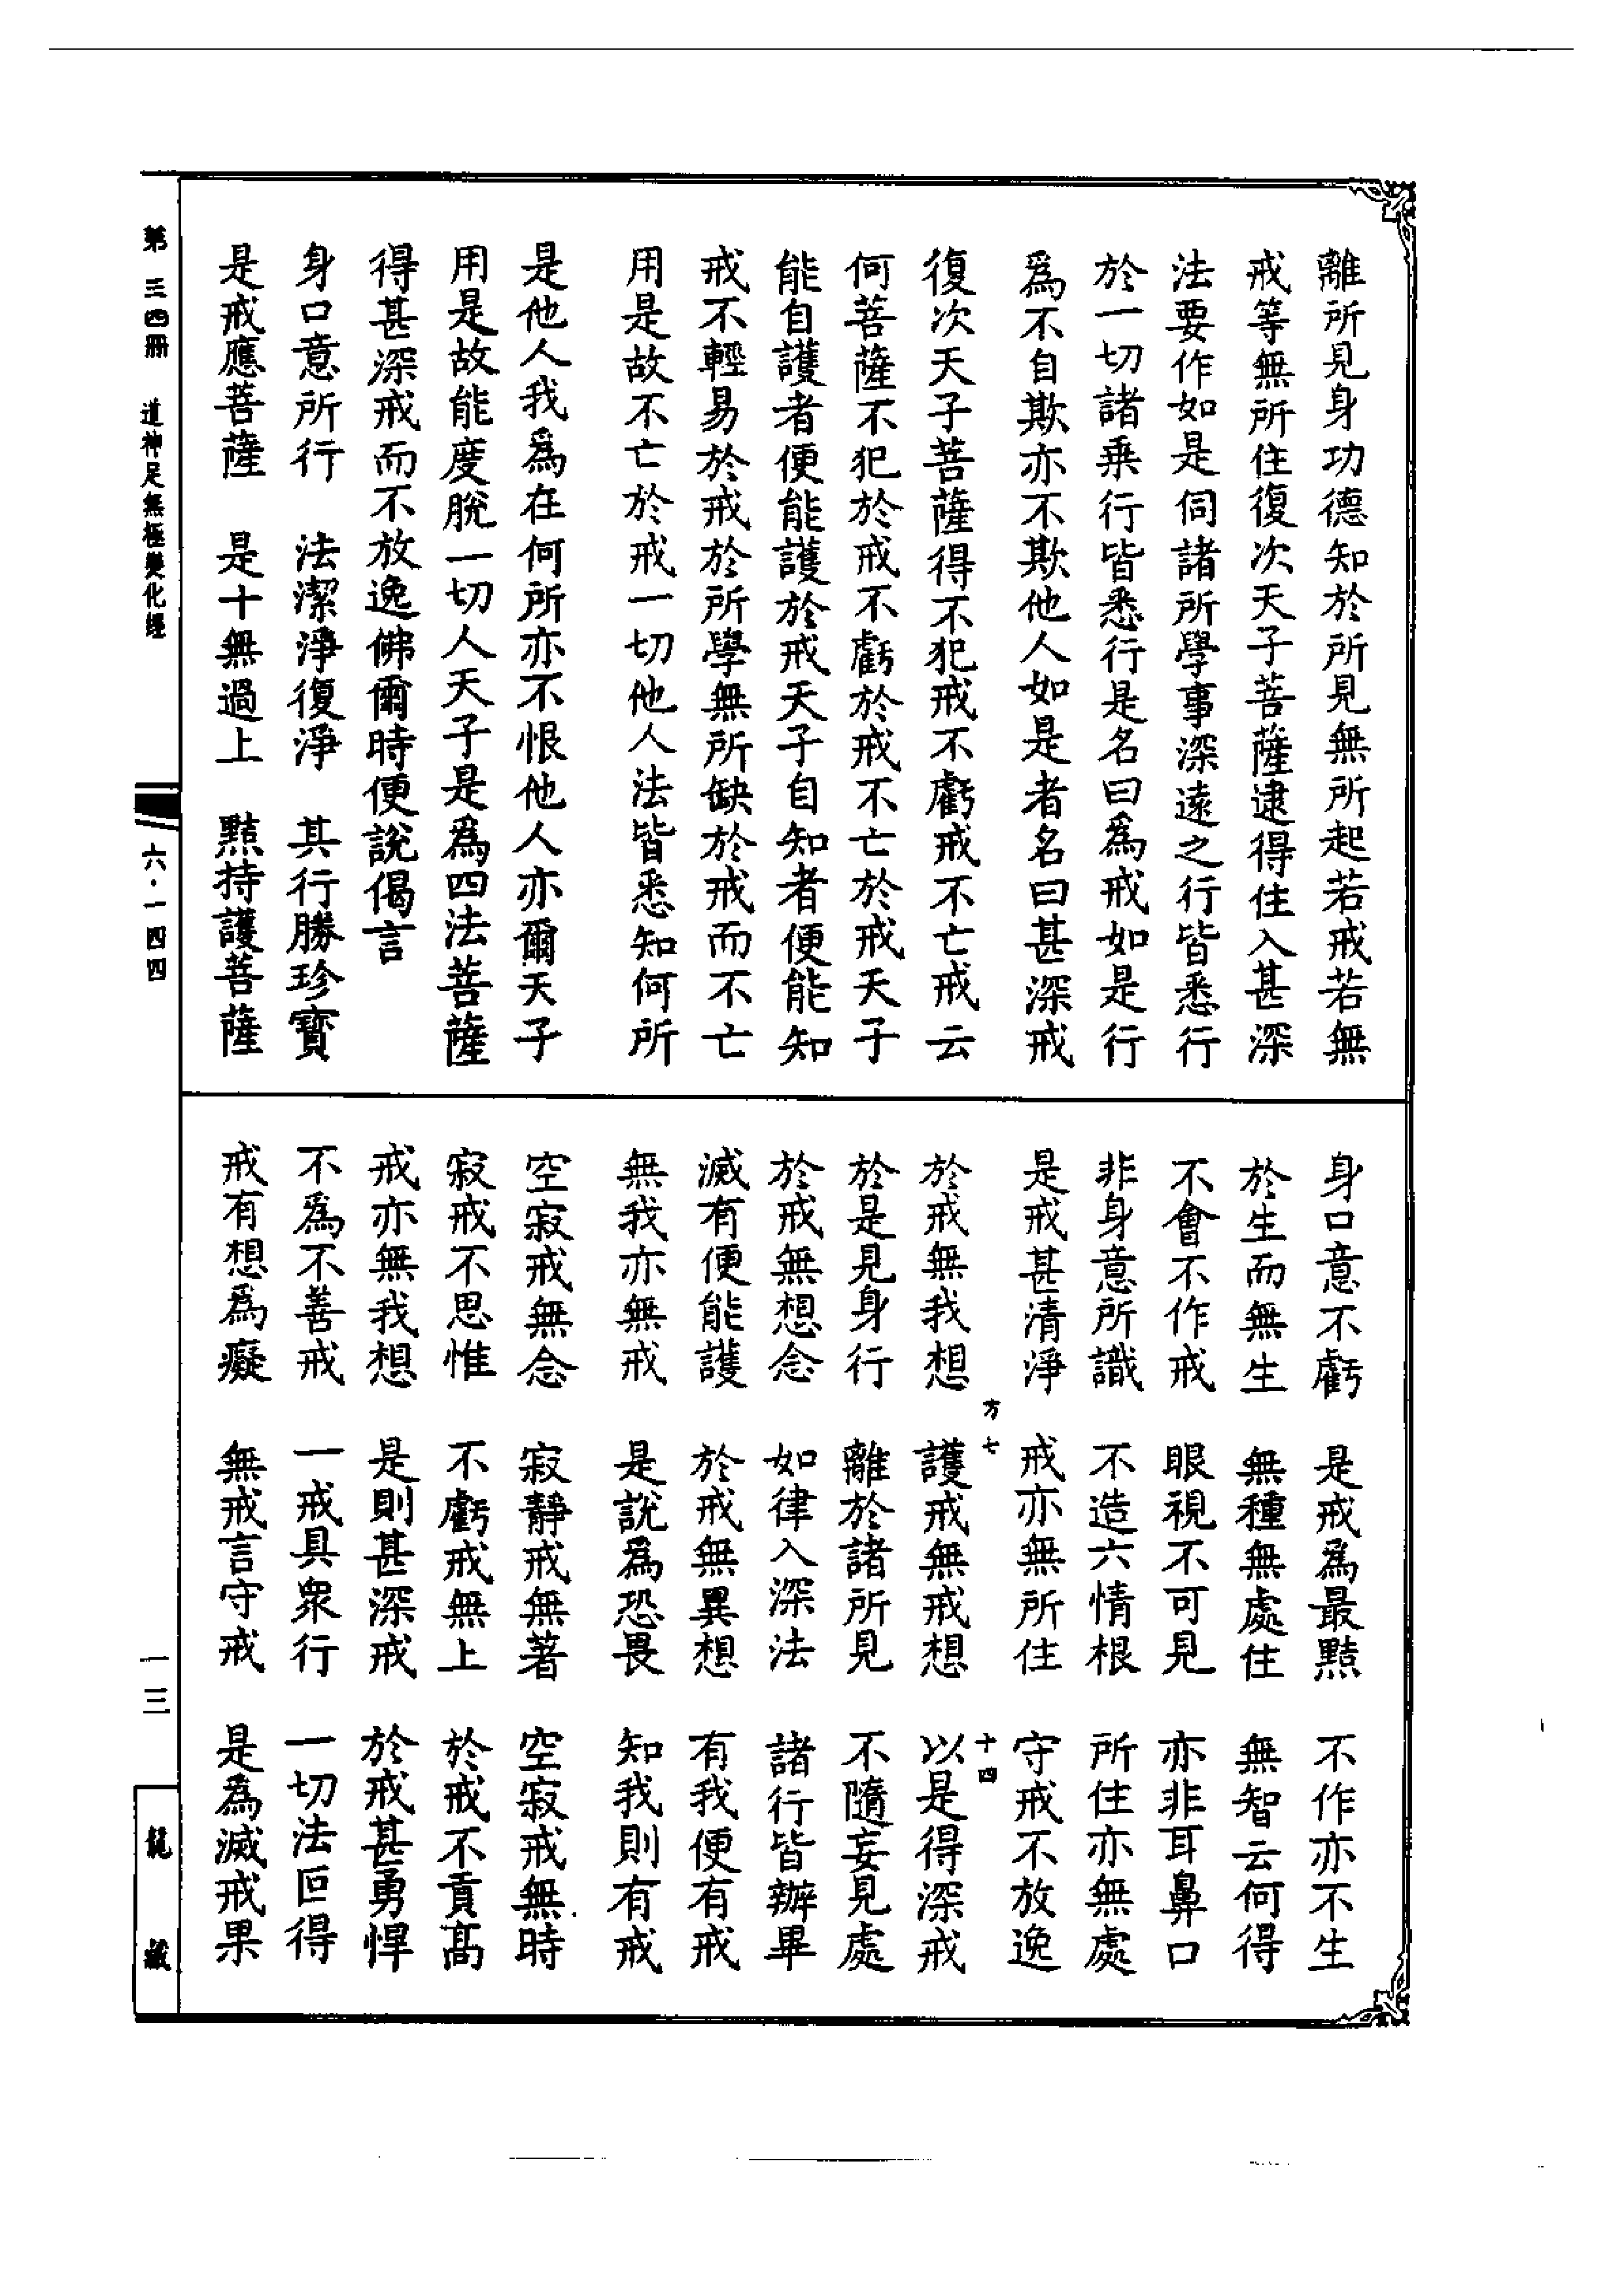 離所見身功德知於所見無所起若戒若無
戒等無所住復次天子菩薩逮得住入甚深
法要作如是伺諸所學事深遠之行皆悉行
於一切諸乗行皆悉行是名曰爲戒如是行
爲不自欺亦不欺他人如是者名曰甚深戒
復次天子菩薩得不犯戒不虧戒不亡戒云
何菩薩不犯於戒不虧於戒不亡於戒天子
能自護者便能護於戒天子自知者便能知
戒不輕易於戒於所學無所缺於戒而不亡
用是故不亡於戒一切他人法皆悉知何所
是他人我爲在何所亦不恨他人亦爾天子
用是故能度脫一切人天子是爲四法菩薩
得甚深戒而不放逸佛爾時便說偈言
身口意所行　法潔淨復淨　其行勝珍寳
是戒應菩薩　是十無過上　黠持護菩薩
身口意不虧　是戒爲最黠　不作亦不生
於生而無生　無種無處住　無智云何得
不會不作戒　眼視不可見　亦非耳鼻口
非身意所識　不造六情根　所住亦無處
是戒甚清淨　戒亦無所住　守戒不放逸
方七　十四
於戒無我想　護戒無戒想　以是得深戒
於是見身行　離於諸所見　不隨妄見處
於戒無想念　如律入深法　諸行皆辦畢
滅有便能護　於戒無異想　有我便有戒
無我亦無戒　是說爲恐畏　知我則有戒
空寂戒無念　寂靜戒無著　空寂戒無時
寂戒不思惟　不虧戒無上　於戒不貢髙
戒亦無我想　是則甚深戒　於戒甚勇悍
不爲不善戒　一戒具衆行　一切法叵得
戒有想爲癡　無戒言守戒　是爲滅戒果
第三四册　道神足無極變化經
六·一四四
一三
龍藏